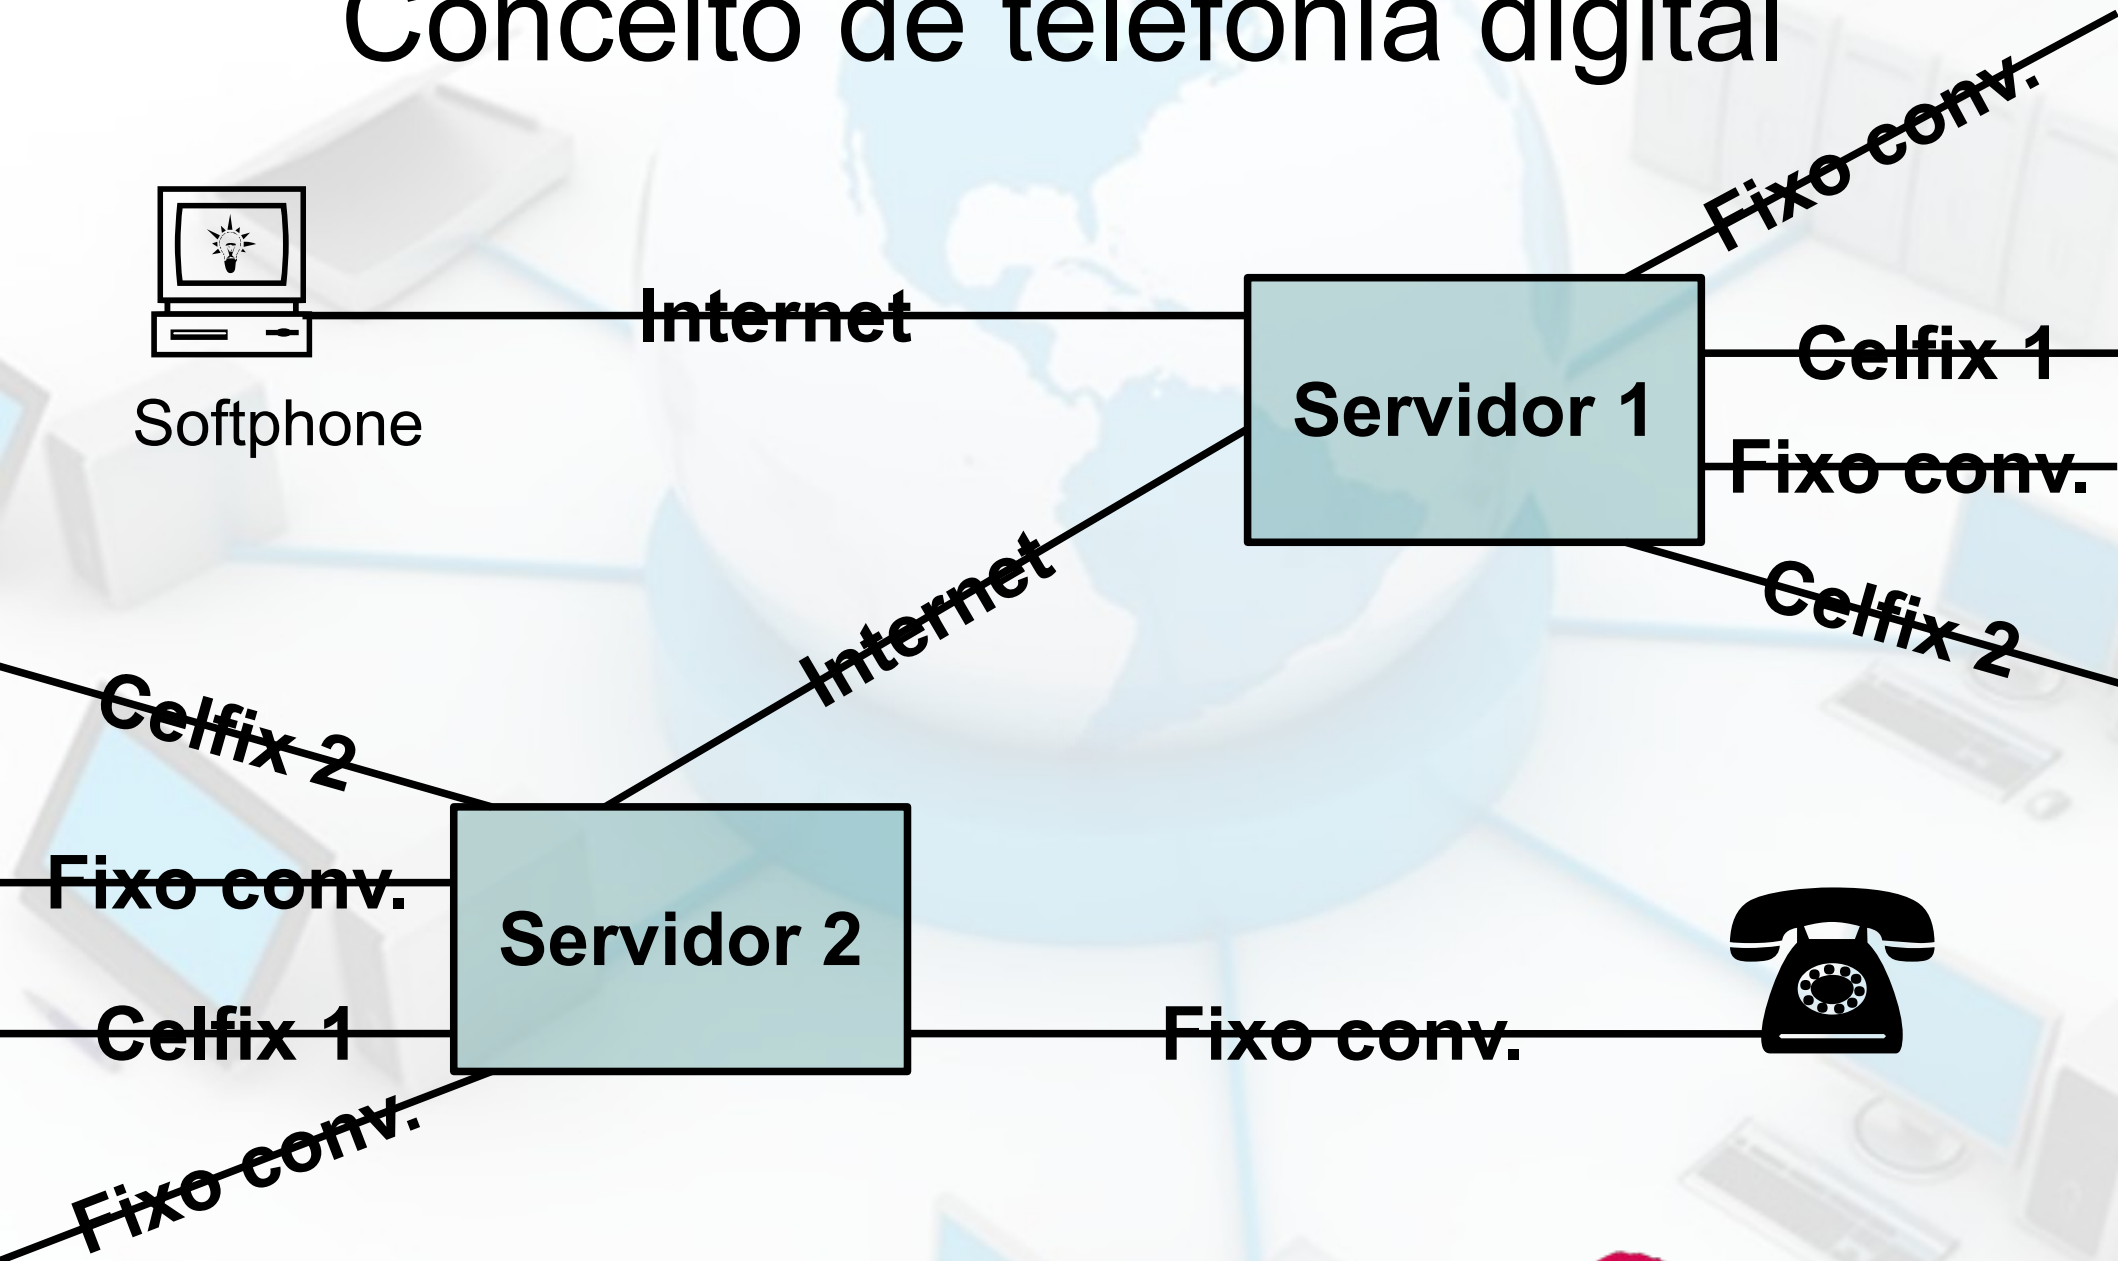 Conceito de telefonia digital
Fixo conv.
Internet
Celfix 1
Servidor 1
Softphone
Fixo conv.
Internet
Celfix 2
Celfix 2
Fixo conv.
Servidor 2
Celfix 1
Fixo conv.
Fixo conv.